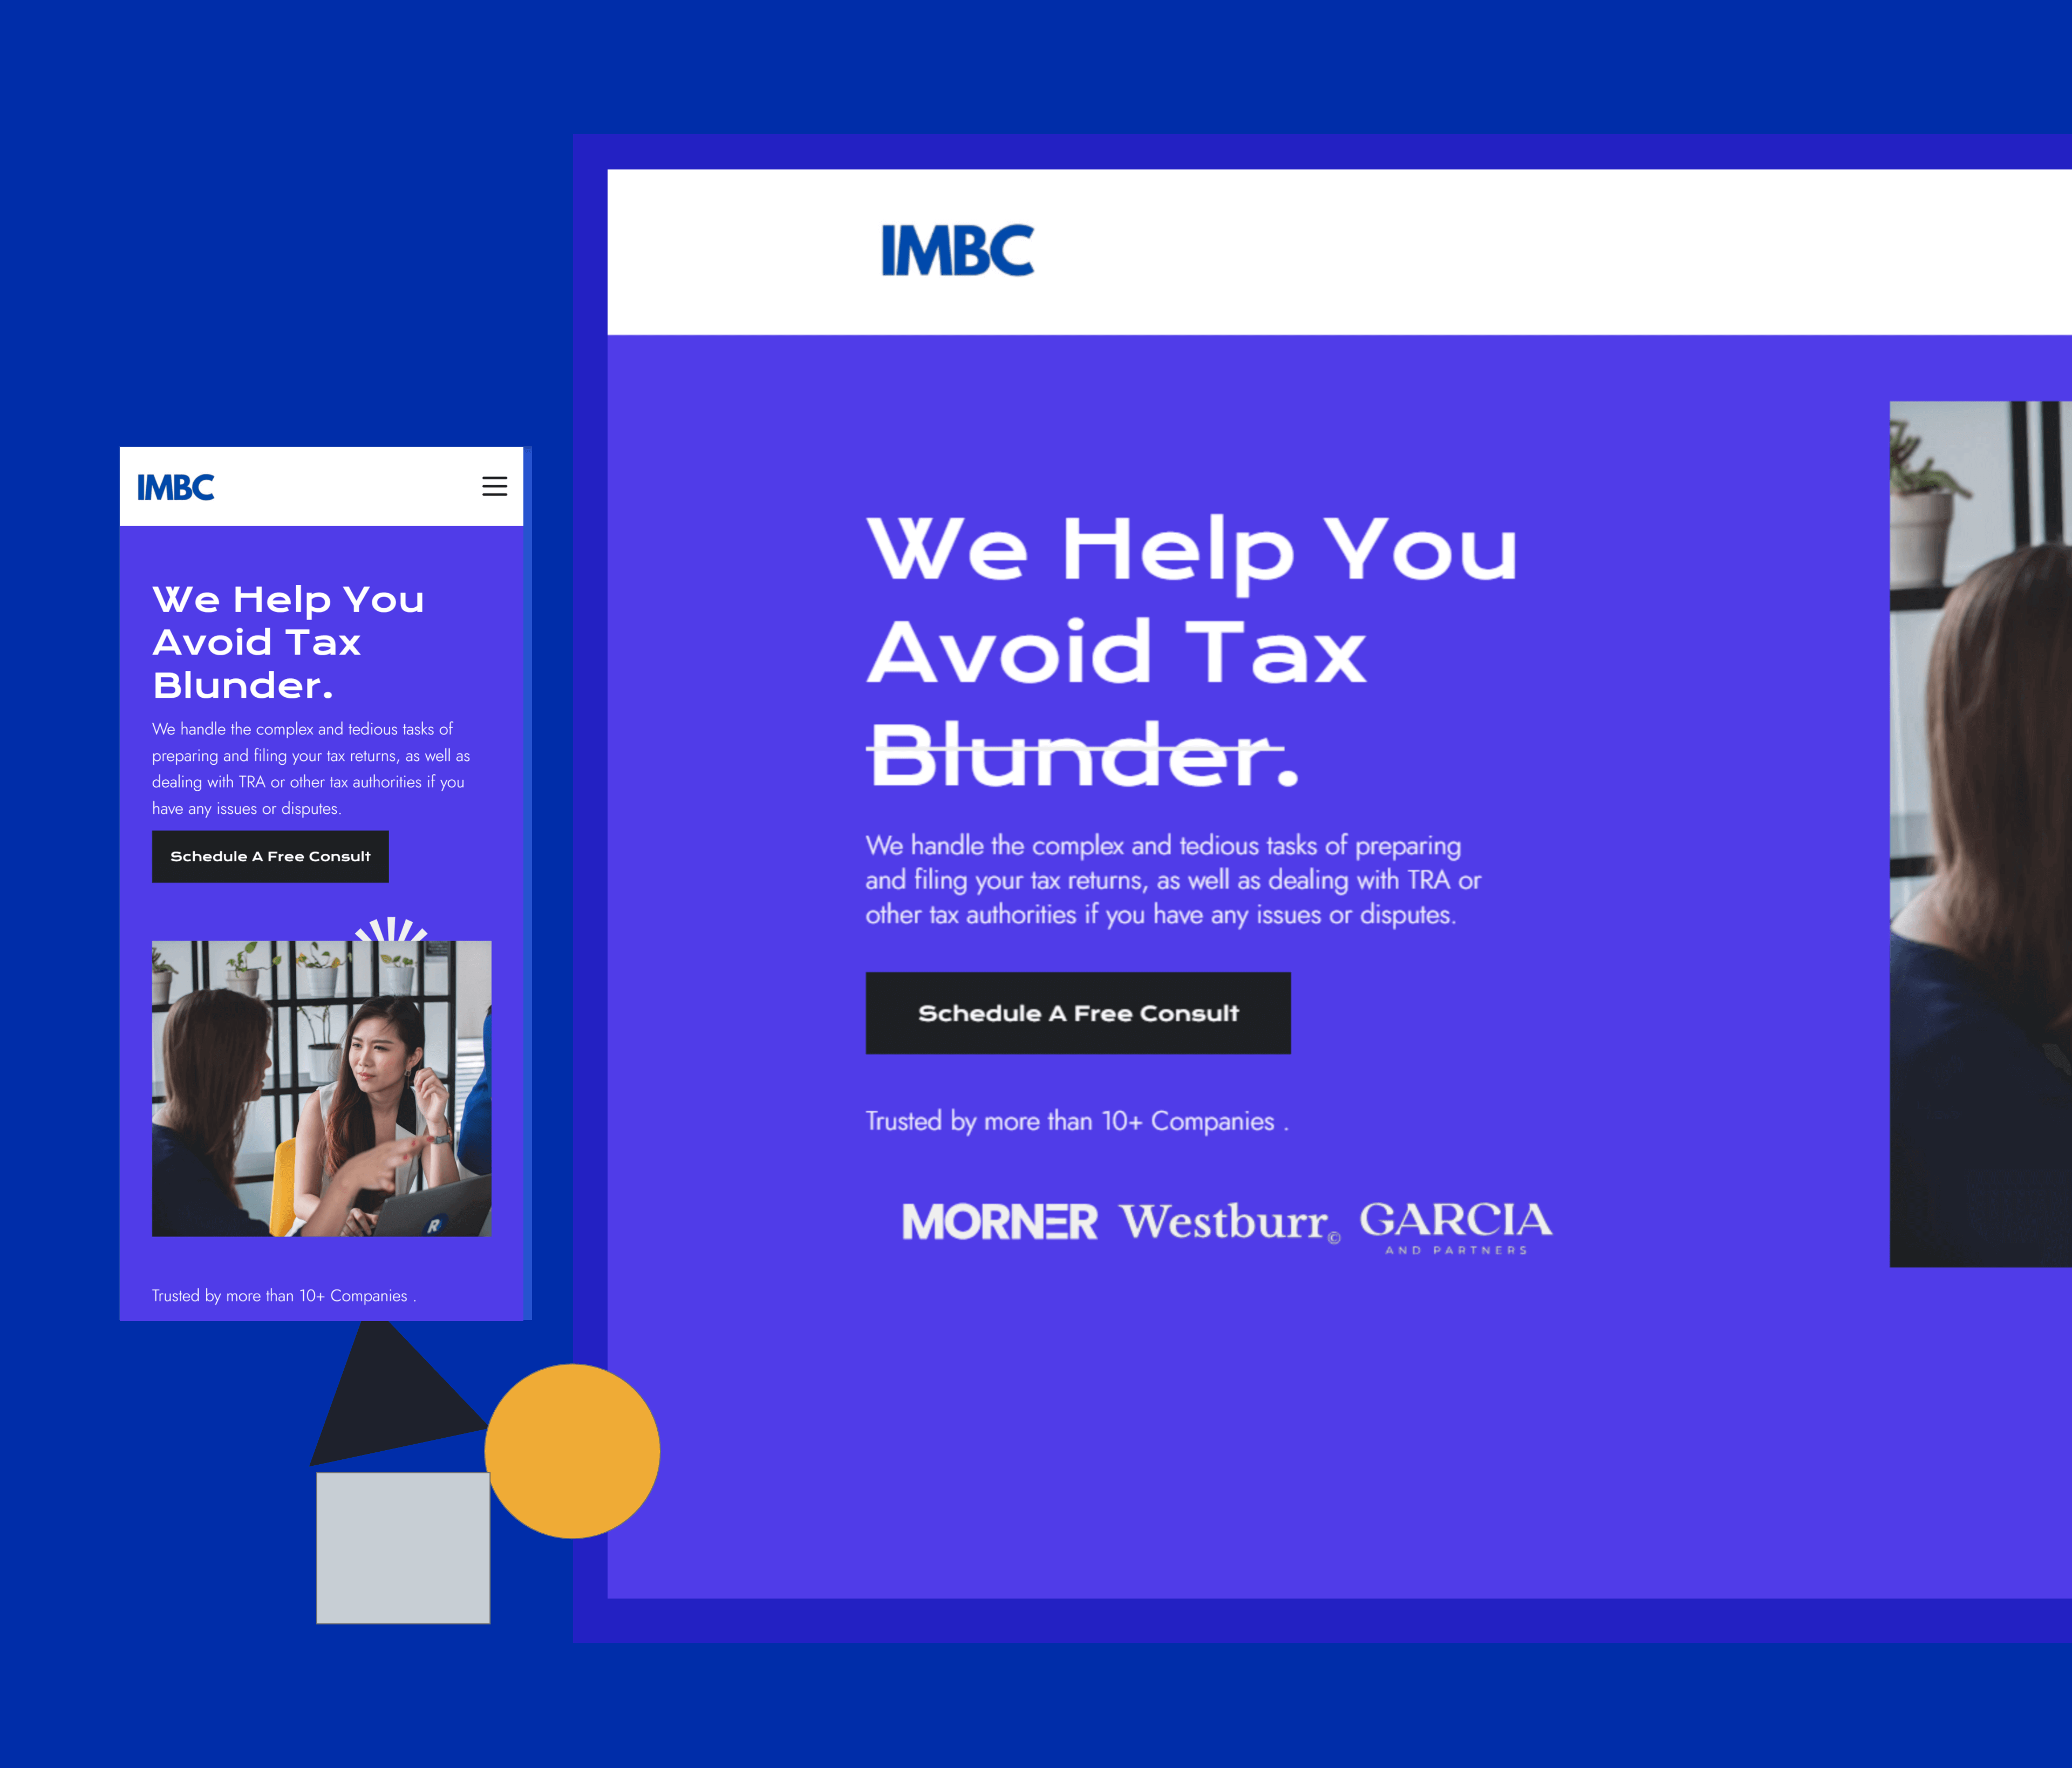 IMBC
We Help You
Avoid Tax
Blunder.
We handle the complex and tedious tasks of
preparing and filing your tax returns, as well as
dealing with TRA or other tax authorities if you
have any issues or disputes.
Schedule A Free Consult
R
Trusted by more than 10+ Companies .
IMBC
We Help You
Avoid Tax
Blunder.
We handle the complex and tedious tasks of preparing
and filing your tax returns, as well as dealing with TRA or
other tax authorities if you have any issues or disputes.
Schedule A Free Consult
Trusted by more than 10+ Companies .
MORNER Westburr© GARCIA
AND PARTNERS